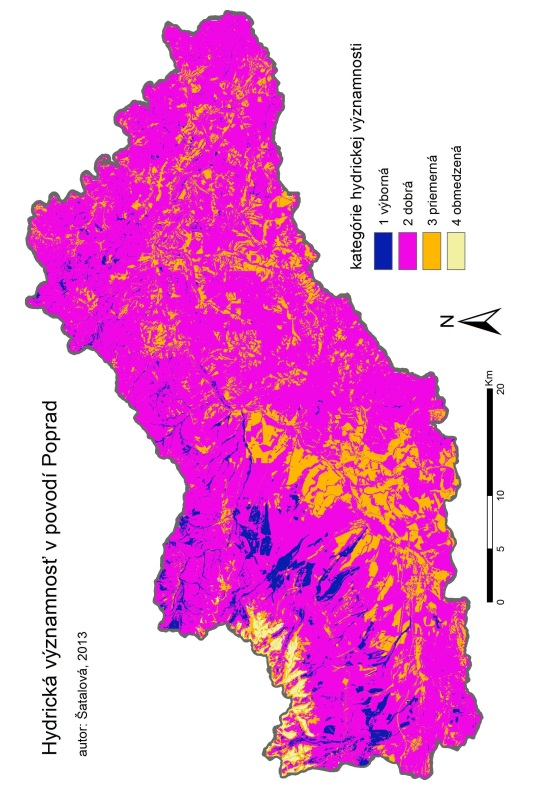 Hydrická významnosť v povodí Poprad
autor: Šatalová, 2013
kategórie hydrickej významnosti
1 výborná
2 dobrá
3 priemerná
4 obmedzená
N
0 5 10 20
Km